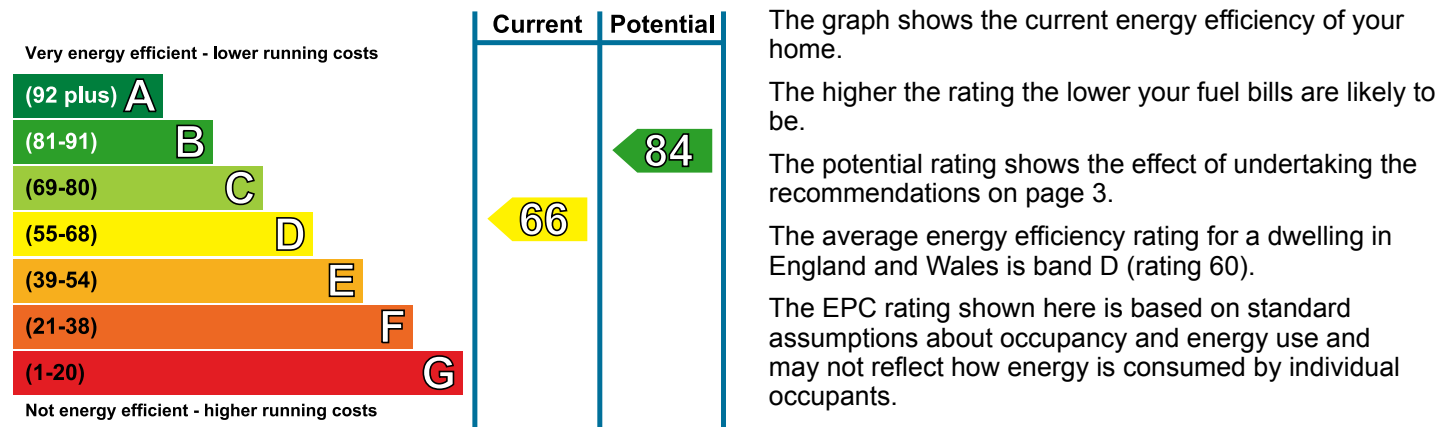 Current Potential
Very energy efficient - lower running costs
(92 plus) A
(81-91) B
84
(69-80) C
66
(55-68) D
(39-54) E
(21-38) F
(1-20) G
Not energy efficient - higher running costs
The graph shows the current energy efficiency of your
home.
The higher the rating the lower your fuel bills are likely to
be.
The potential rating shows the effect of undertaking the
recommendations on page 3.
The average energy efficiency rating for a dwelling in
England and Wales is band D (rating 60).
The EPC rating shown here is based on standard
assumptions about occupancy and energy use and
may not reflect how energy is consumed by individual
occupants.